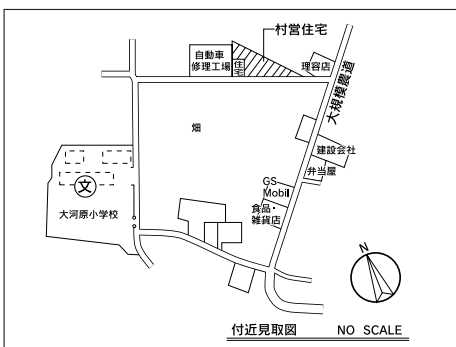 村営住宅
自動車
修理工場
住宅
理容店
大規模農道
畑
建設会社
弁当屋
GS
Mobil
食品・
雑貨店
文
大河原小学校
N
付近見取図 NO SCALE